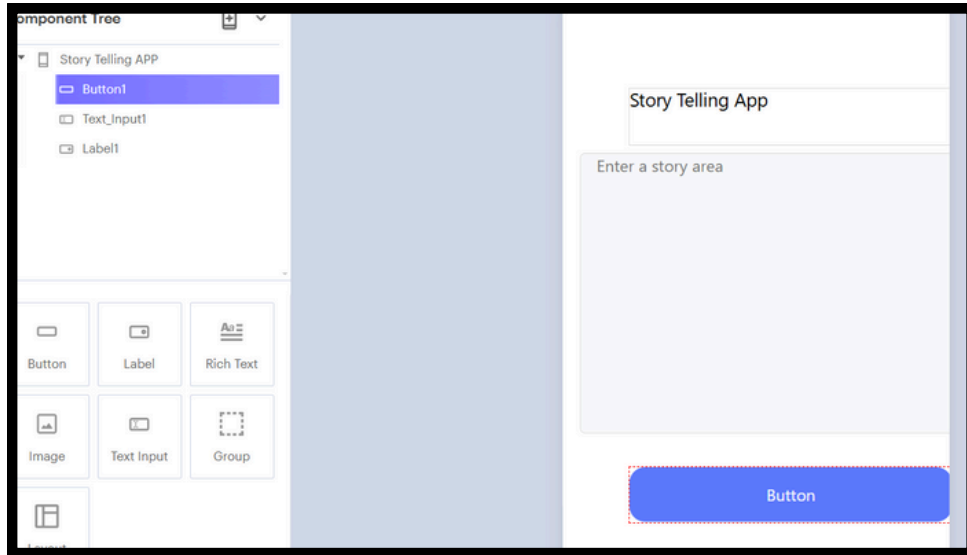 omponent Tree
Story Telling APP
Button1
Text_Input1
Label1
Button
Label
Rich Text
Image
Text Input
Group
Story Telling App
Enter a story area
Button